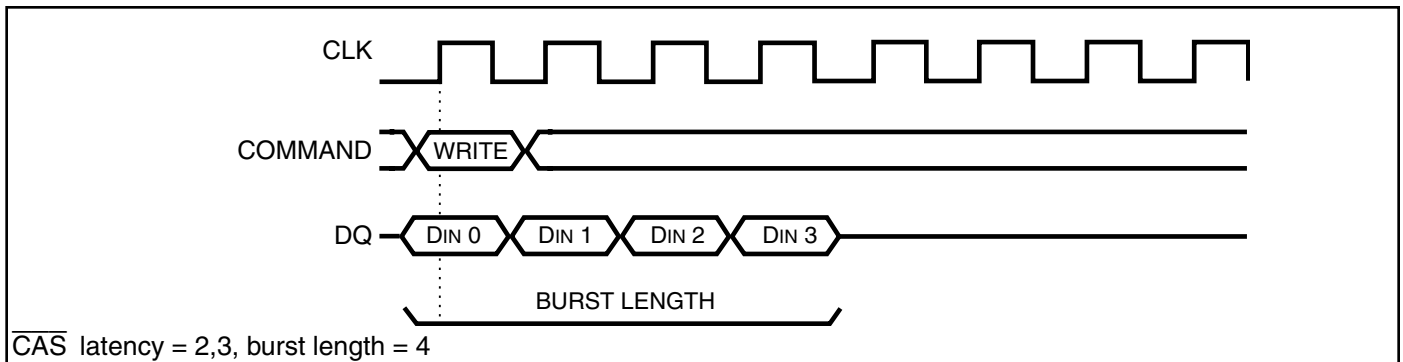 CLK
COMMAND WRITE
DQ DIN 0 DIN 1 DIN 2 DIN 3
BURST LENGTH
CAS latency = 2,3, burst length = 4